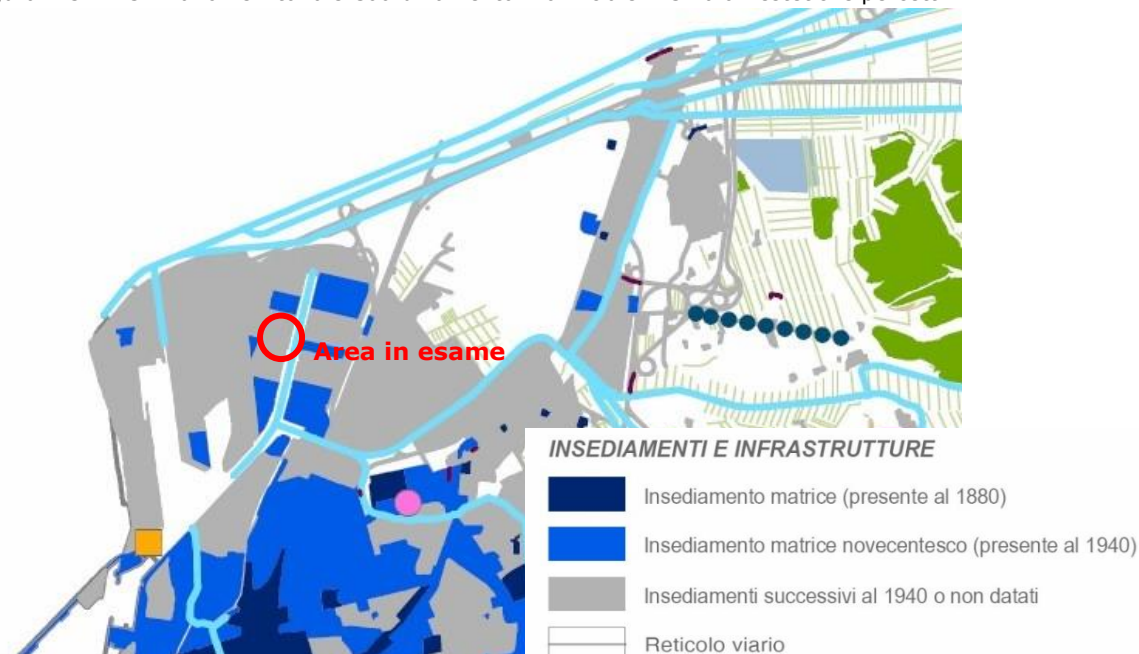 Area in esame
INSEDIAMENTI E INFRASTRUTTURE
Insediamento matrice (presente al 1880)
Insediamento matrice novecentesco (presente al 1940)
Insediamenti successivi al 1940 o non datati
Reticolo viario